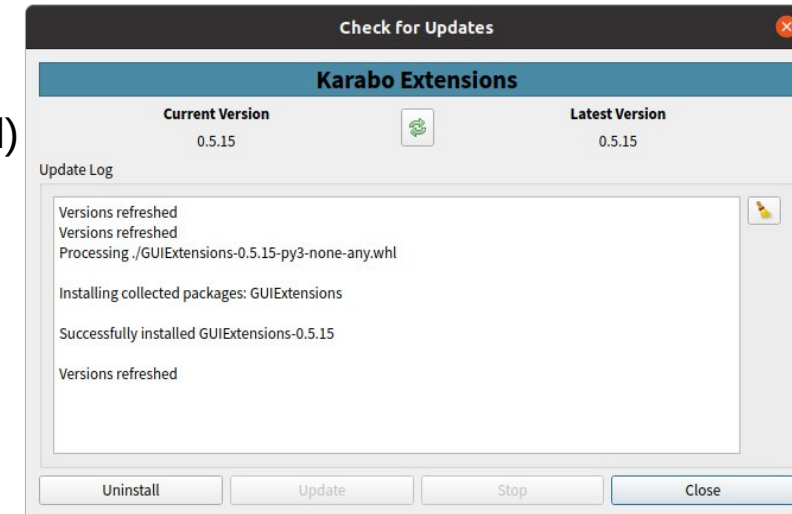 Check for Updates
Karabo Extensions
Current Version
Latest Version
0.5.15
0.5.15
Update Log
Versions refreshed
Versions refreshed
Processing ./GUIExtensions-0.5.15-py3-none-any.whl
Installing collected packages: GUIExtensions
Successfully installed GUIExtensions-0.5.15
Versions refreshed
Uninstall
Update
Stop
Close